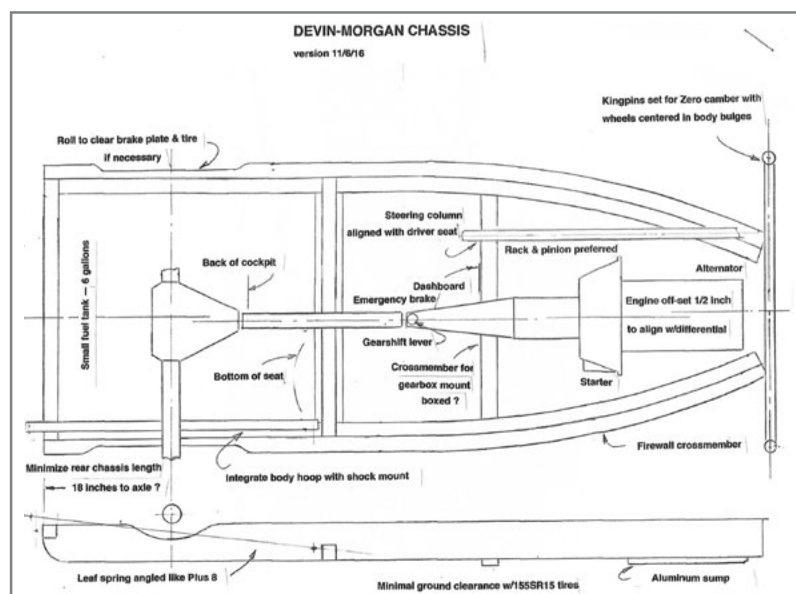 DEVIN-MORGAN CHASSIS
version 11/6/16
Kingpins set for Zero camber with
wheels centered in body bulges
Roll to clear brake plate & tire
if necessary
Steering column
aligned with driver seat
Rack & pinion preferred
Small fuel tank — 6 gallons
Back of cockpit
Dashboard
Emergency brake
Alternator
Engine off-set 1/2 inch
to align w/differential
Gearshift lever
Bottom of seat
Crossmember for
gearbox mount
boxed ?
Starter
Firewall crossmember
Minimize rear chassis length
18 inches to axle ?
Integrate body hoop with shock mount
Leaf spring angled like Plus 8
Minimal ground clearance w/155SR15 tires
Aluminum sump